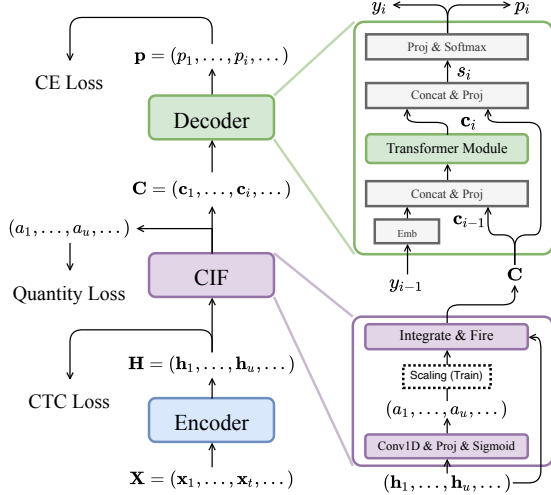 y_i
p_i
Proj & Softmax
s_i
Concat & Proj
c_i
Transformer Module
Concat & Proj
c_{i−1}
Emb
y_{i−1}
C
p = (p_1, . . . , p_i, . . .)
CE Loss
Decoder
C = (c_1, . . . , c_i, . . .)
(a_1, . . . , a_u, . . .)
Quantity Loss
CIF
H = (h_1, . . . , h_u, . . .)
CTC Loss
Encoder
X = (x_1, . . . , x_t, . . .)
Integrate & Fire
Scaling (Train)
(a_1, . . . , a_u, . . .)
Conv1D & Proj & Sigmoid
(h_1, . . . , h_u, . . .)